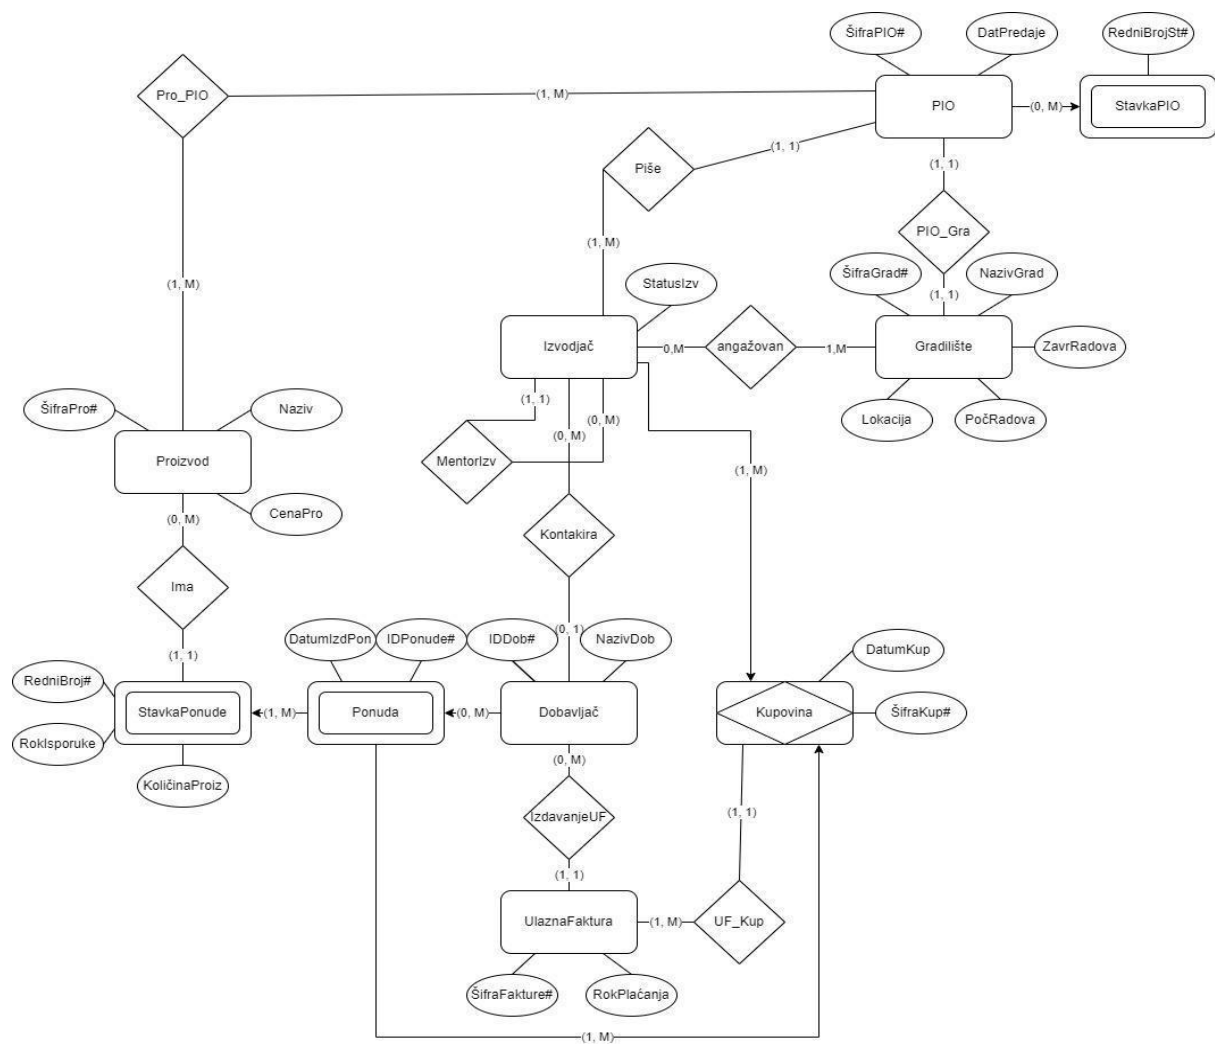 ŠifraPIO#
DatPredaje
RedniBrojSt#
Pro_PIO
(1, M)
PIO
(0, M)
StavkaPIO
(1, 1)
(1, 1)
Piše
PIO_Gra
(1, M)
(1, M)
ŠifraGrad#
NazivGrad
StatusIzv
(1, 1)
Izvodjač
0,M
angažovan
1,M
Gradilište
ZavrRadova
(1, 1)
ŠifraPro#
Naziv
(0, M)
(0, M)
Lokacija
PočRadova
Proizvod
MentorIzv
(1, M)
CenaPro
(0, M)
Kontakira
Ima
DatumIzdPon
IDPonude#
IDDob#
(0, 1)
NazivDob
DatumKup
(1, 1)
RedniBroj#
StavkaPonude
(1, M)
Ponuda
(0, M)
Dobavljač
Kupovina
ŠifraKup#
RokIsporuke
(0, M)
KoličinaProiz
IzdavanjeUF
(1, 1)
(1, 1)
UlaznaFaktura
(1, M)
UF_Kup
ŠifraFakture#
RokPlaćanja
(1, M)